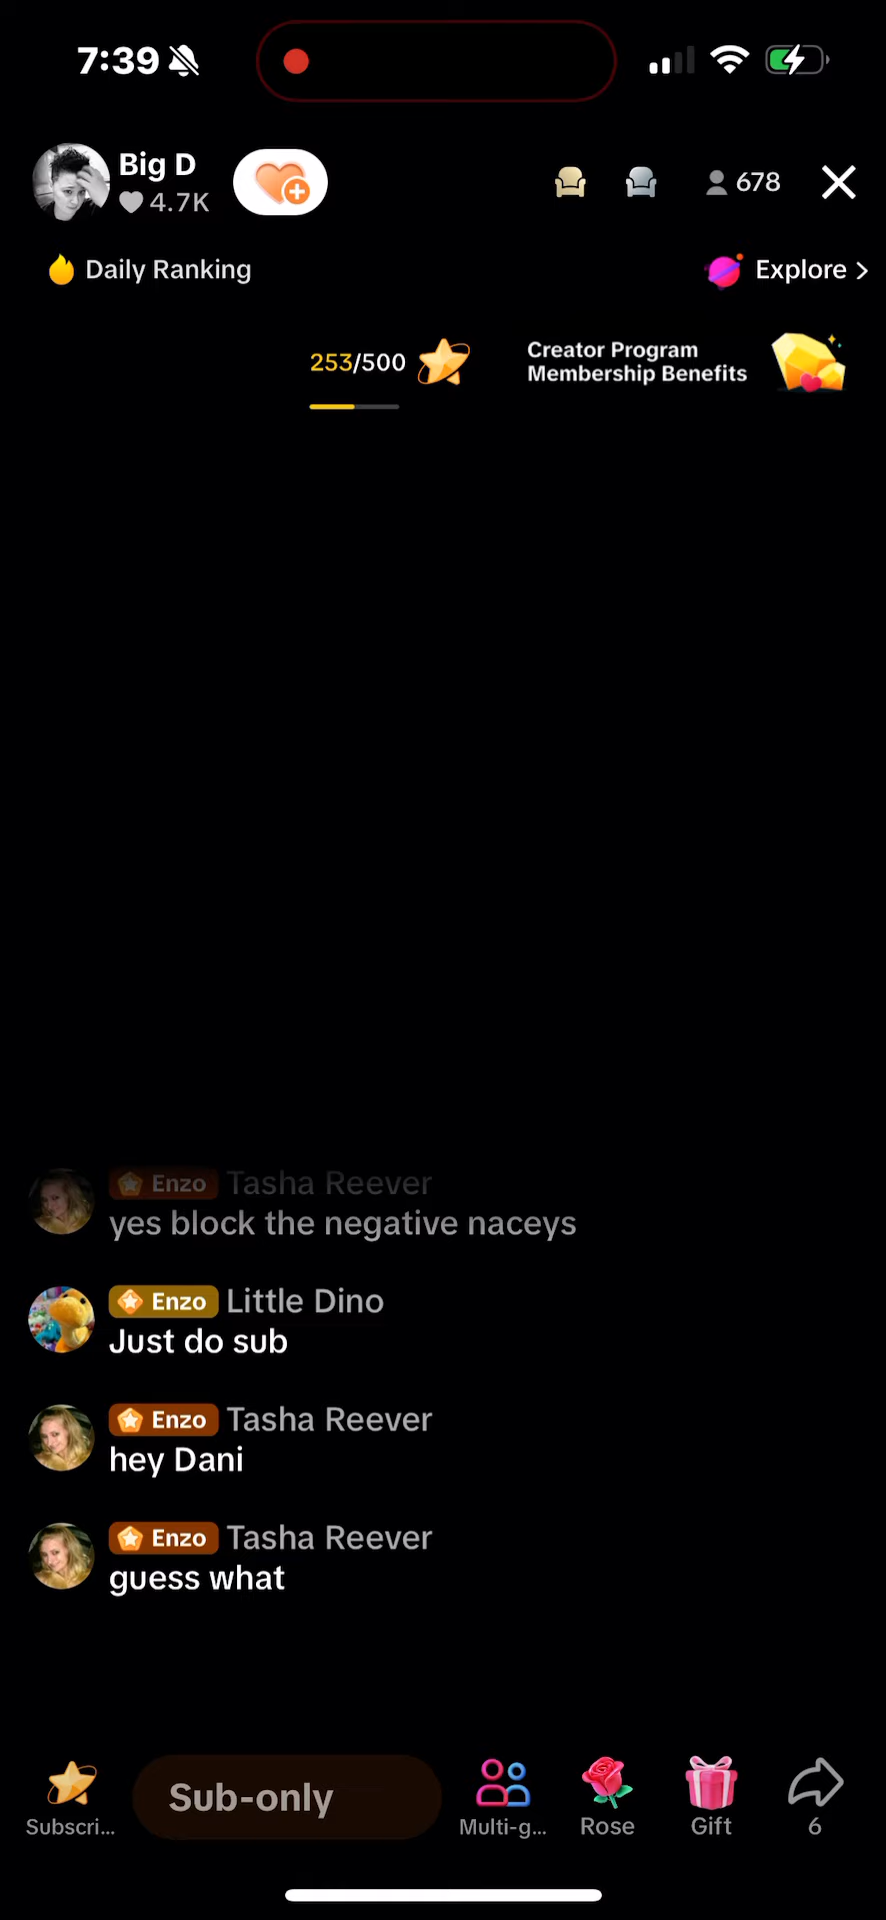 7:39
Big D
4.7K
678
Daily Ranking
Explore >
253/500
Creator Program
Membership Benefits
Enzo Tasha Reever
yes block the negative naceys
Enzo Little Dino
Just do sub
Enzo Tasha Reever
hey Dani
Enzo Tasha Reever
guess what
Subscri...
Sub-only
Multi-g...
Rose
Gift
6